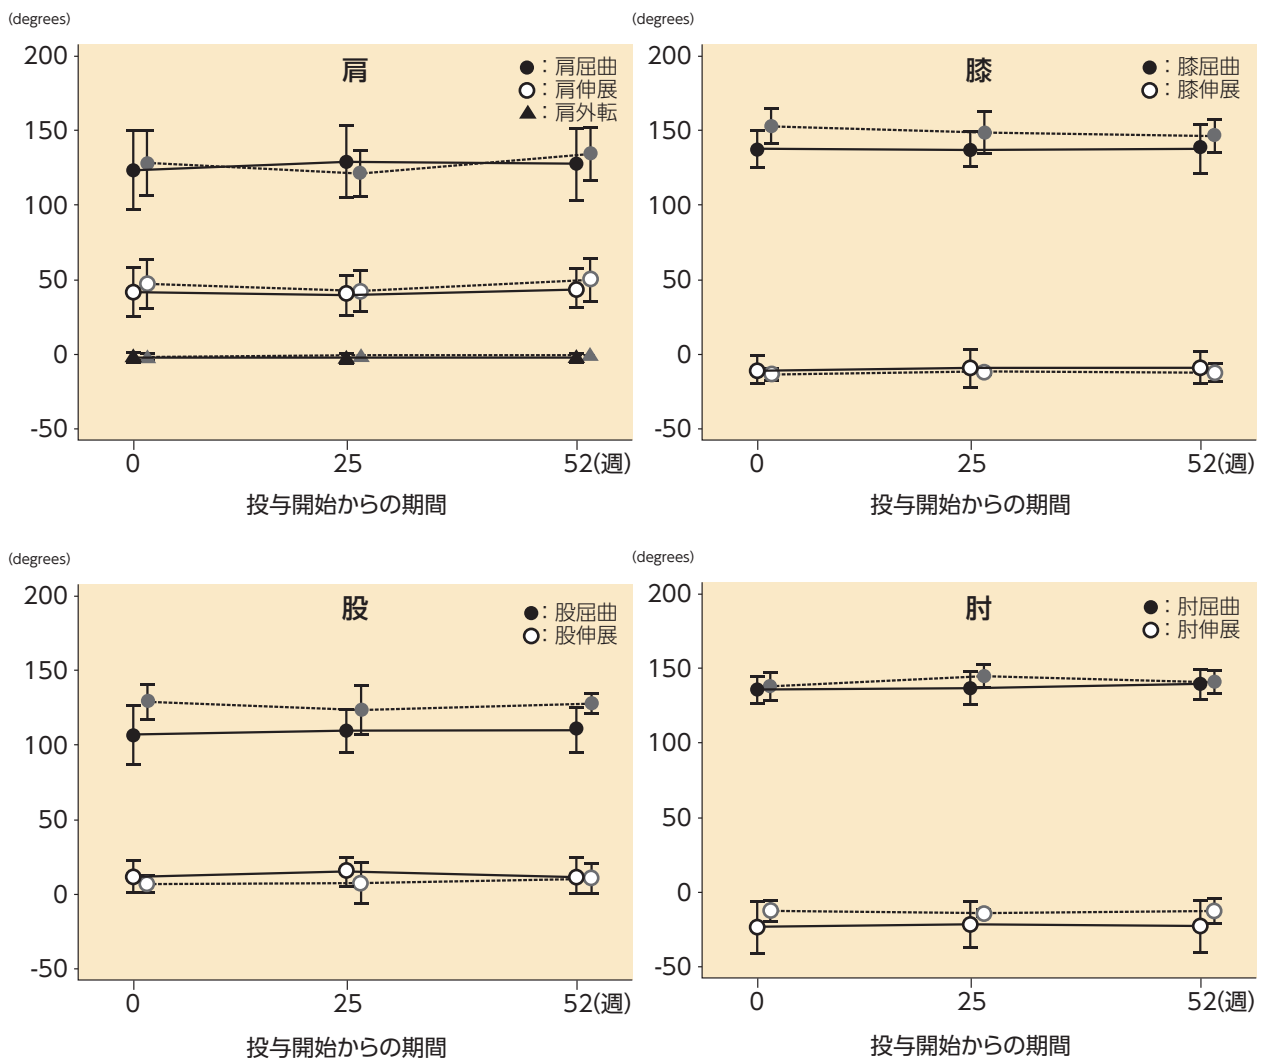 (degrees)
肩
●：肩屈曲
○：肩伸展
▲：肩外転
200
150
100
50
0
-50
0 25 52(週)
投与開始からの期間
(degrees)
膝
●：膝屈曲
○：膝伸展
200
150
100
50
0
-50
0 25 52(週)
投与開始からの期間
(degrees)
股
●：股屈曲
○：股伸展
200
150
100
50
0
-50
0 25 52(週)
投与開始からの期間
(degrees)
肘
●：肘屈曲
○：肘伸展
200
150
100
50
0
-50
0 25 52(週)
投与開始からの期間